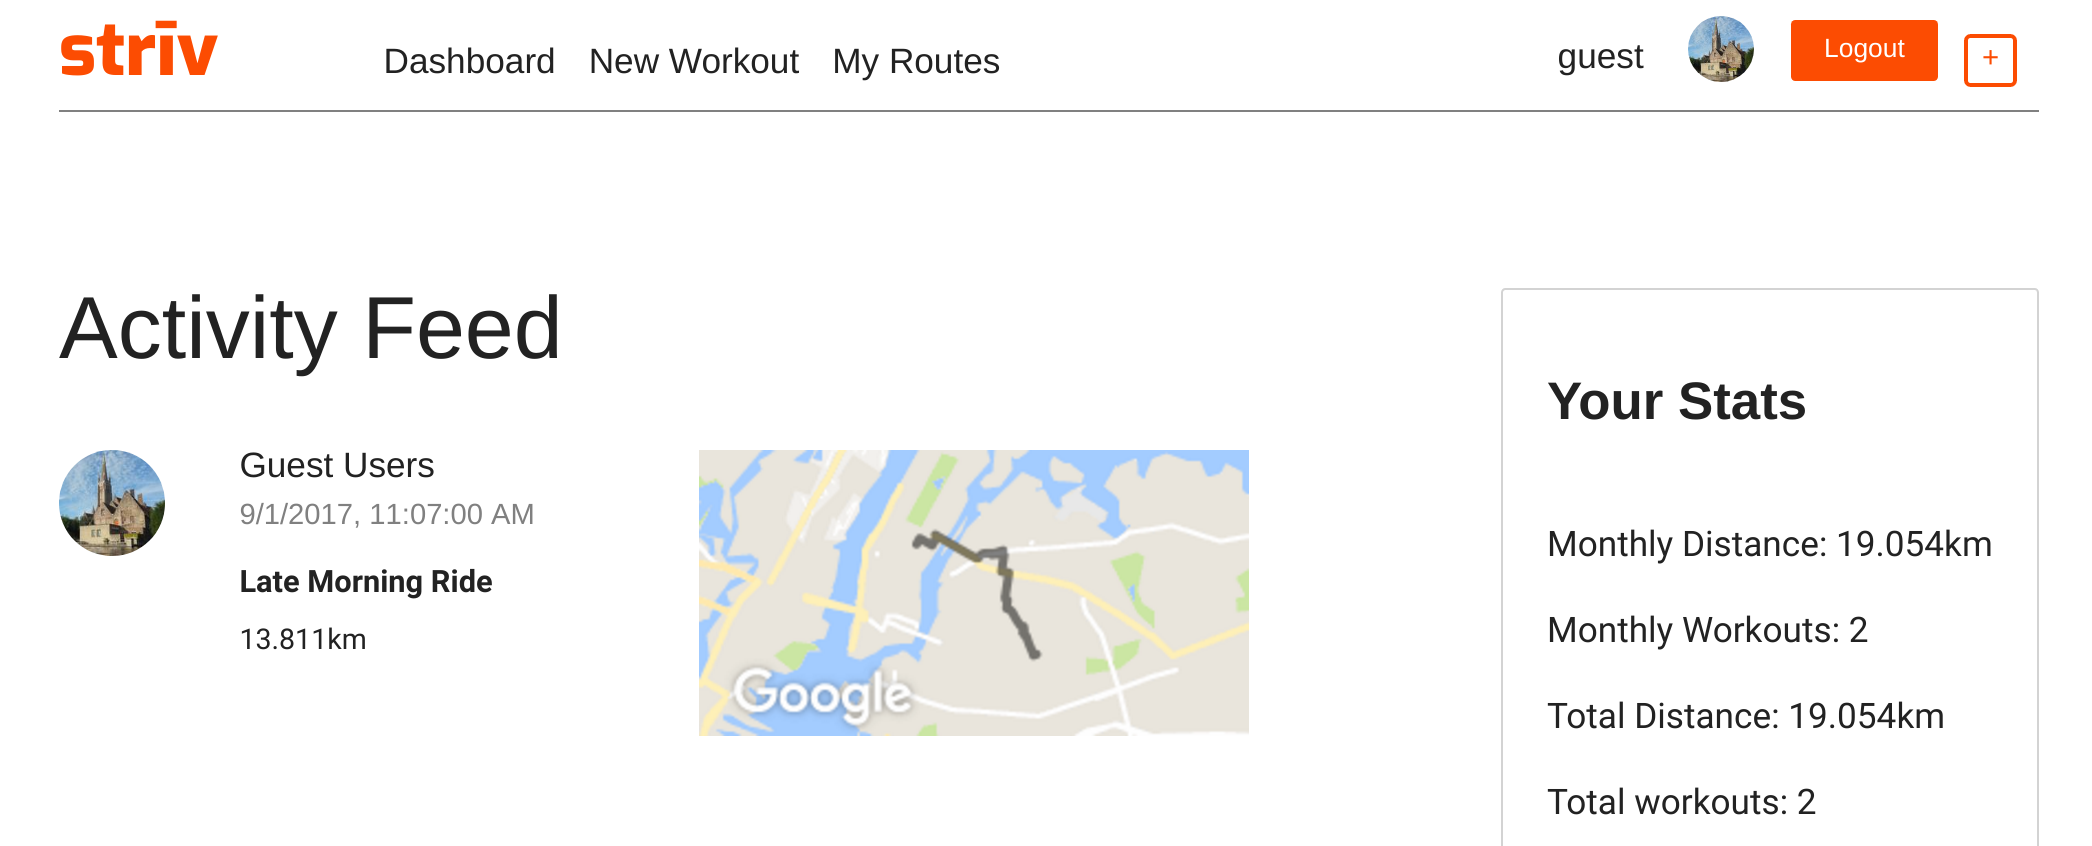 strīv
Dashboard New Workout My Routes
guest
Logout
+
Activity Feed
Guest Users
9/1/2017, 11:07:00 AM
Late Morning Ride
13.811km
Google
Your Stats
Monthly Distance: 19.054km
Monthly Workouts: 2
Total Distance: 19.054km
Total workouts: 2